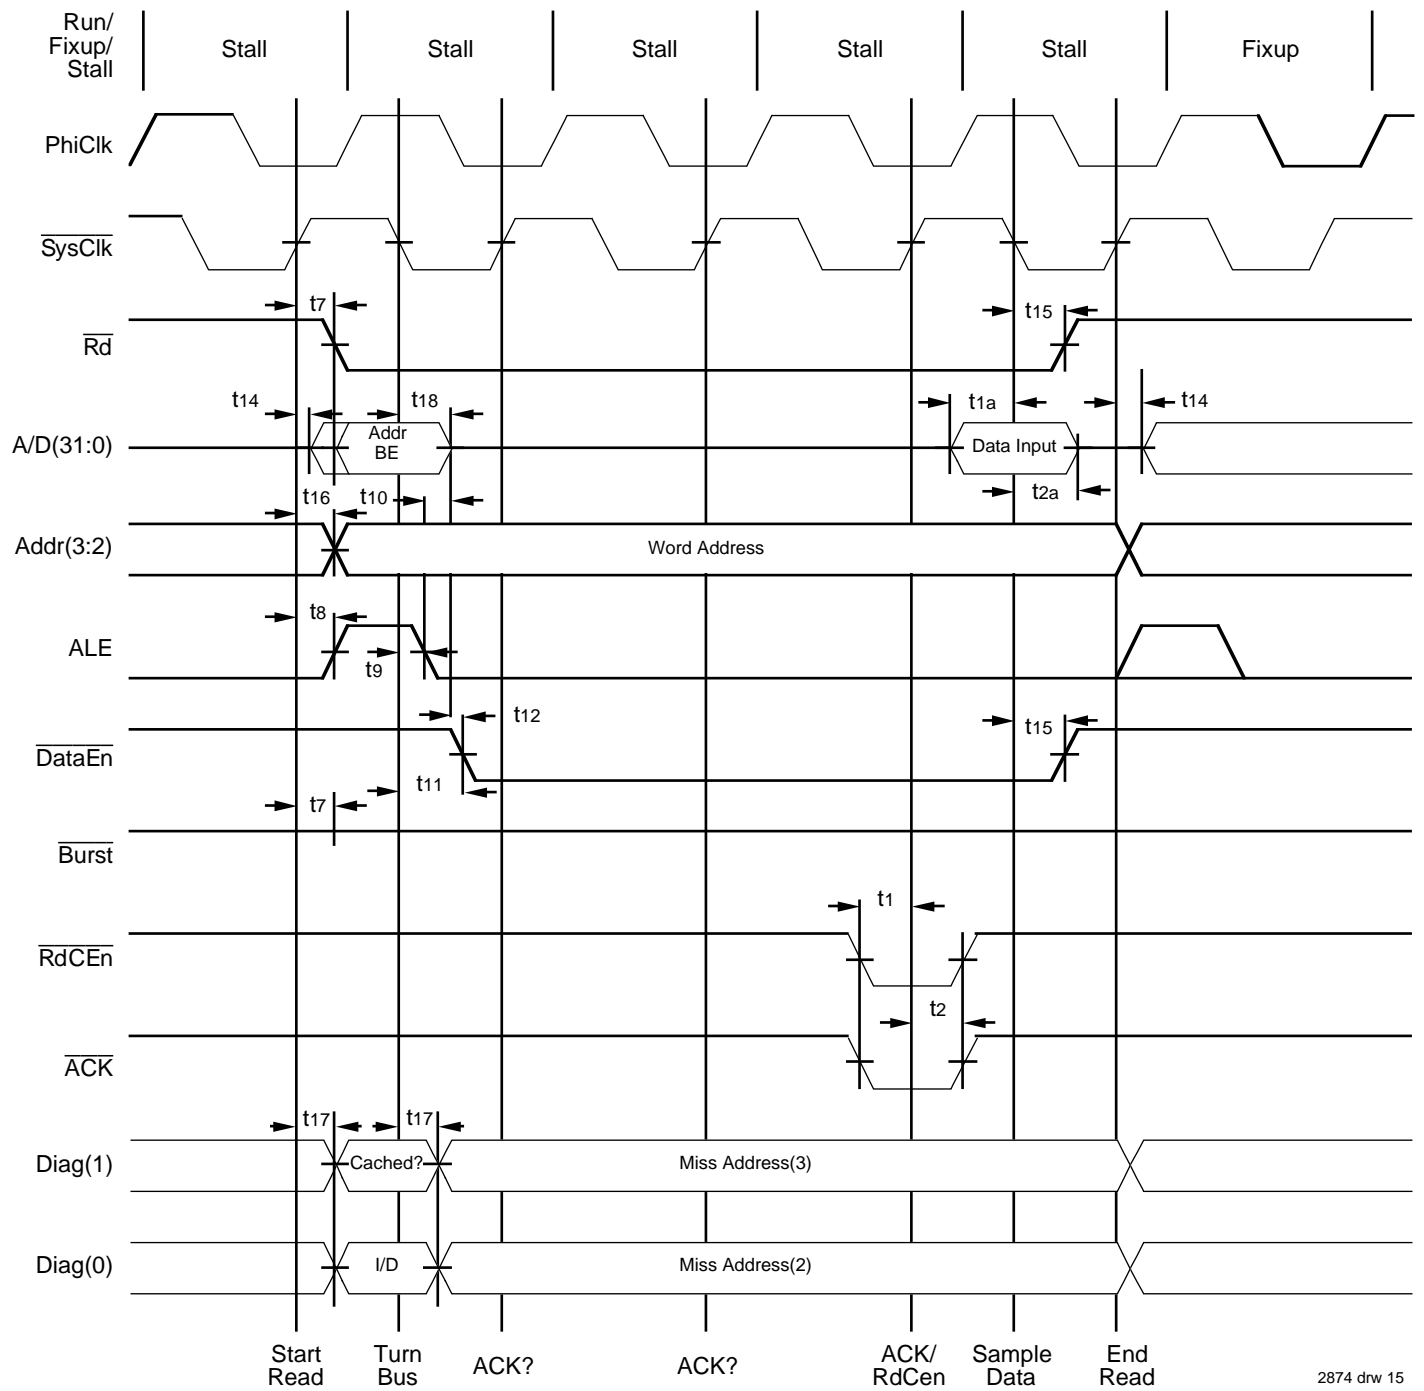 Run/
Fixup/
Stall
Stall
Stall
Stall
Stall
Stall
Fixup
PhiClk
SysClk
t7
t15
Rd
t14
t18
t1a
t14
A/D(31:0)
Addr
BE
Data Input
t16
t10
t2a
Addr(3:2)
Word Address
t8
ALE
t9
t12
t15
DataEn
t11
t7
Burst
t1
RdCEn
t2
ACK
t17
t17
Diag(1)
Cached?
Miss Address(3)
Diag(0)
I/D
Miss Address(2)
Start
Read
Turn
Bus
ACK?
ACK?
ACK/
RdCen
Sample
Data
End
Read
2874 drw 15